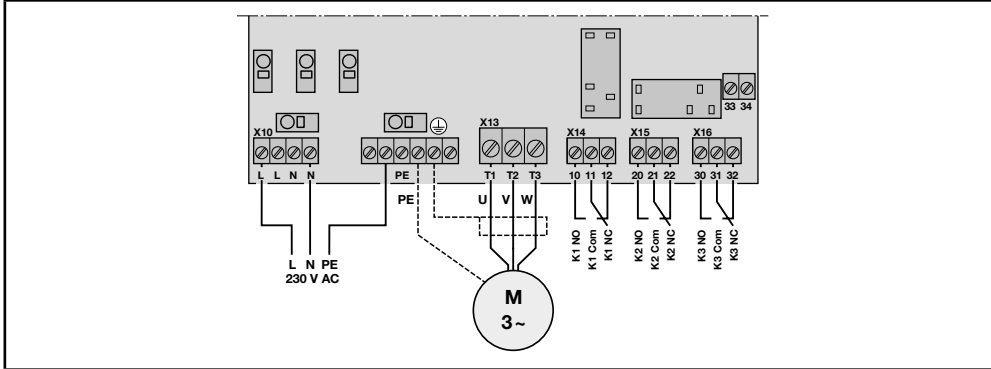 33 34
X10 X13 X14 X15 X16
L L N N PE T1 T2 T3 10 11 12 20 21 22 30 31 32
PE U V W
K1 NO
K1 Com
K1 NC
K2 NO
K2 Com
K2 NC
K3 NO
K3 Com
K3 NC
L N PE
230 V AC
M
3~